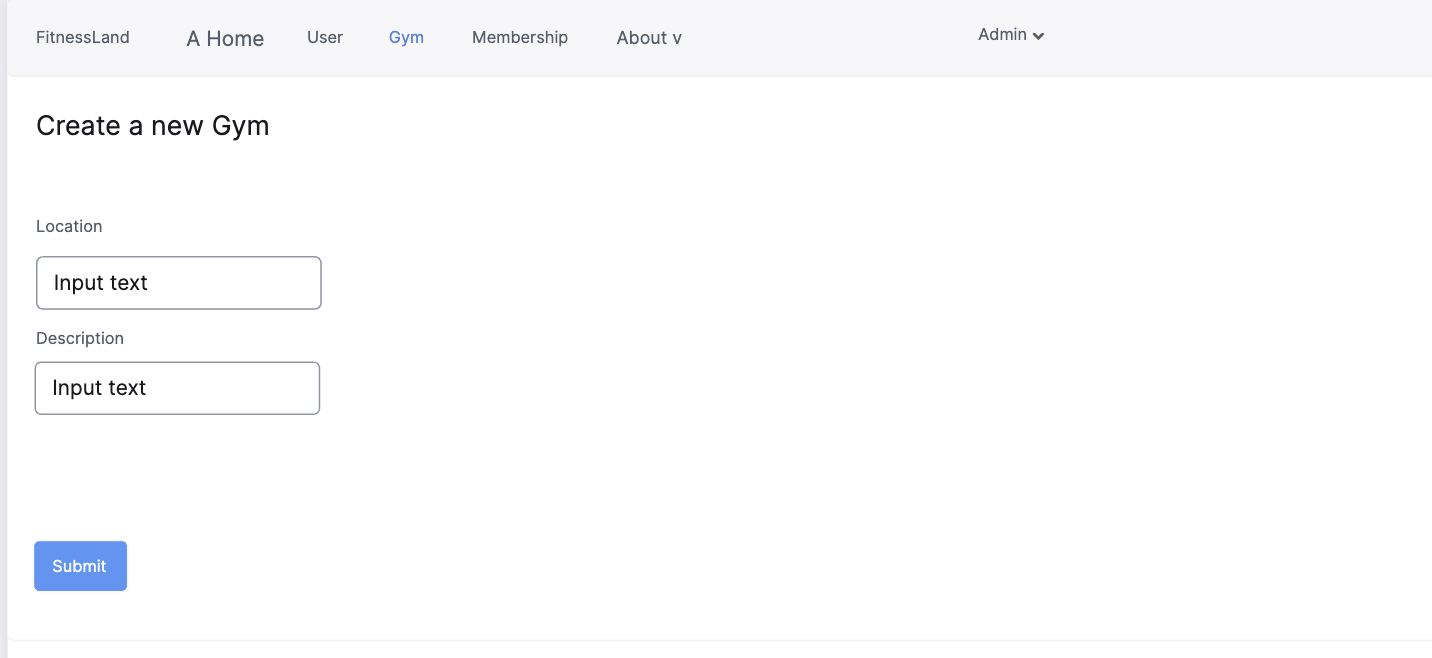 FitnessLand A Home User Gym Membership About v Admin
Create a new Gym
Location
Input text
Description
Input text
Submit